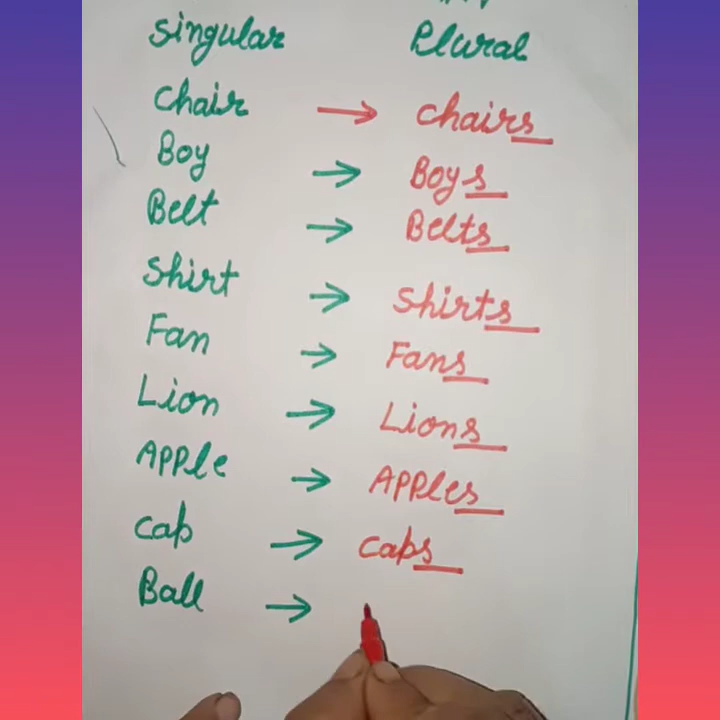 Singular Plural
Chair → Chairs
Boy → Boys
Belt → Belts
Shirt → Shirts
Fan → Fans
Lion → Lions
Apple → Apples
Cap → Caps
Ball →